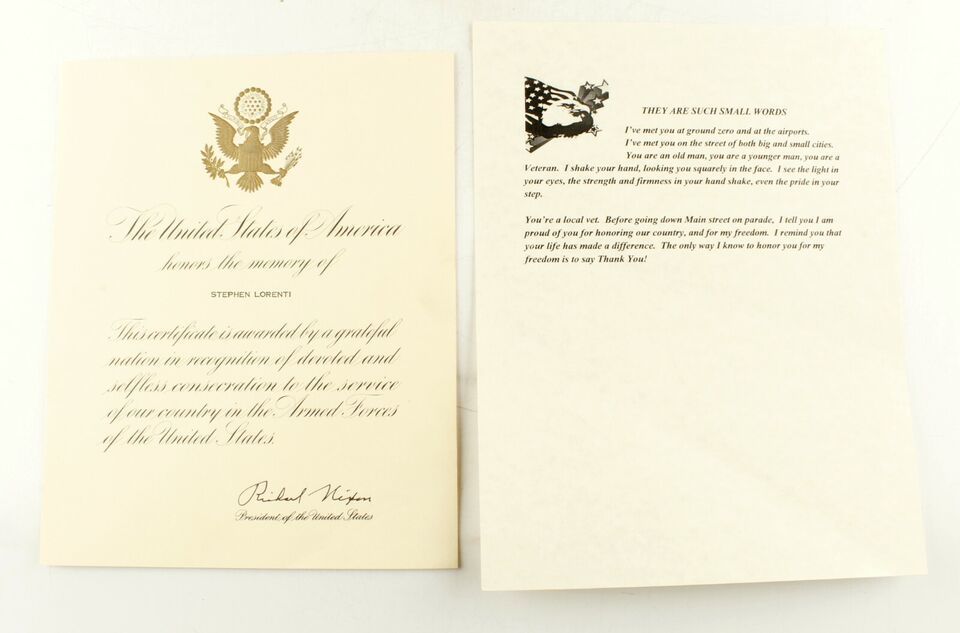 The United States of America
honors the memory of
STEPHEN LORENTI
This certificate is awarded by a grateful
nation in recognition of devoted and
selfless consecration to the service
of our country in the Armed Forces
of the United States.
Richard Nixon
President of the United States
THEY ARE SUCH SMALL WORDS
I've met you at ground zero and at the airports.
I've met you on the street of both big and small cities.
You are an old man, you are a younger man, you are a
Veteran. I shake your hand, looking you squarely in the face. I see the light in
your eyes, the strength and firmness in your hand shake, even the pride in your
step.
You're a local vet. Before going down Main street on parade, I tell you I am
proud of you for honoring our country, and for my freedom. I remind you that
your life has made a difference. The only way I know to honor you for my
freedom is to say Thank You!